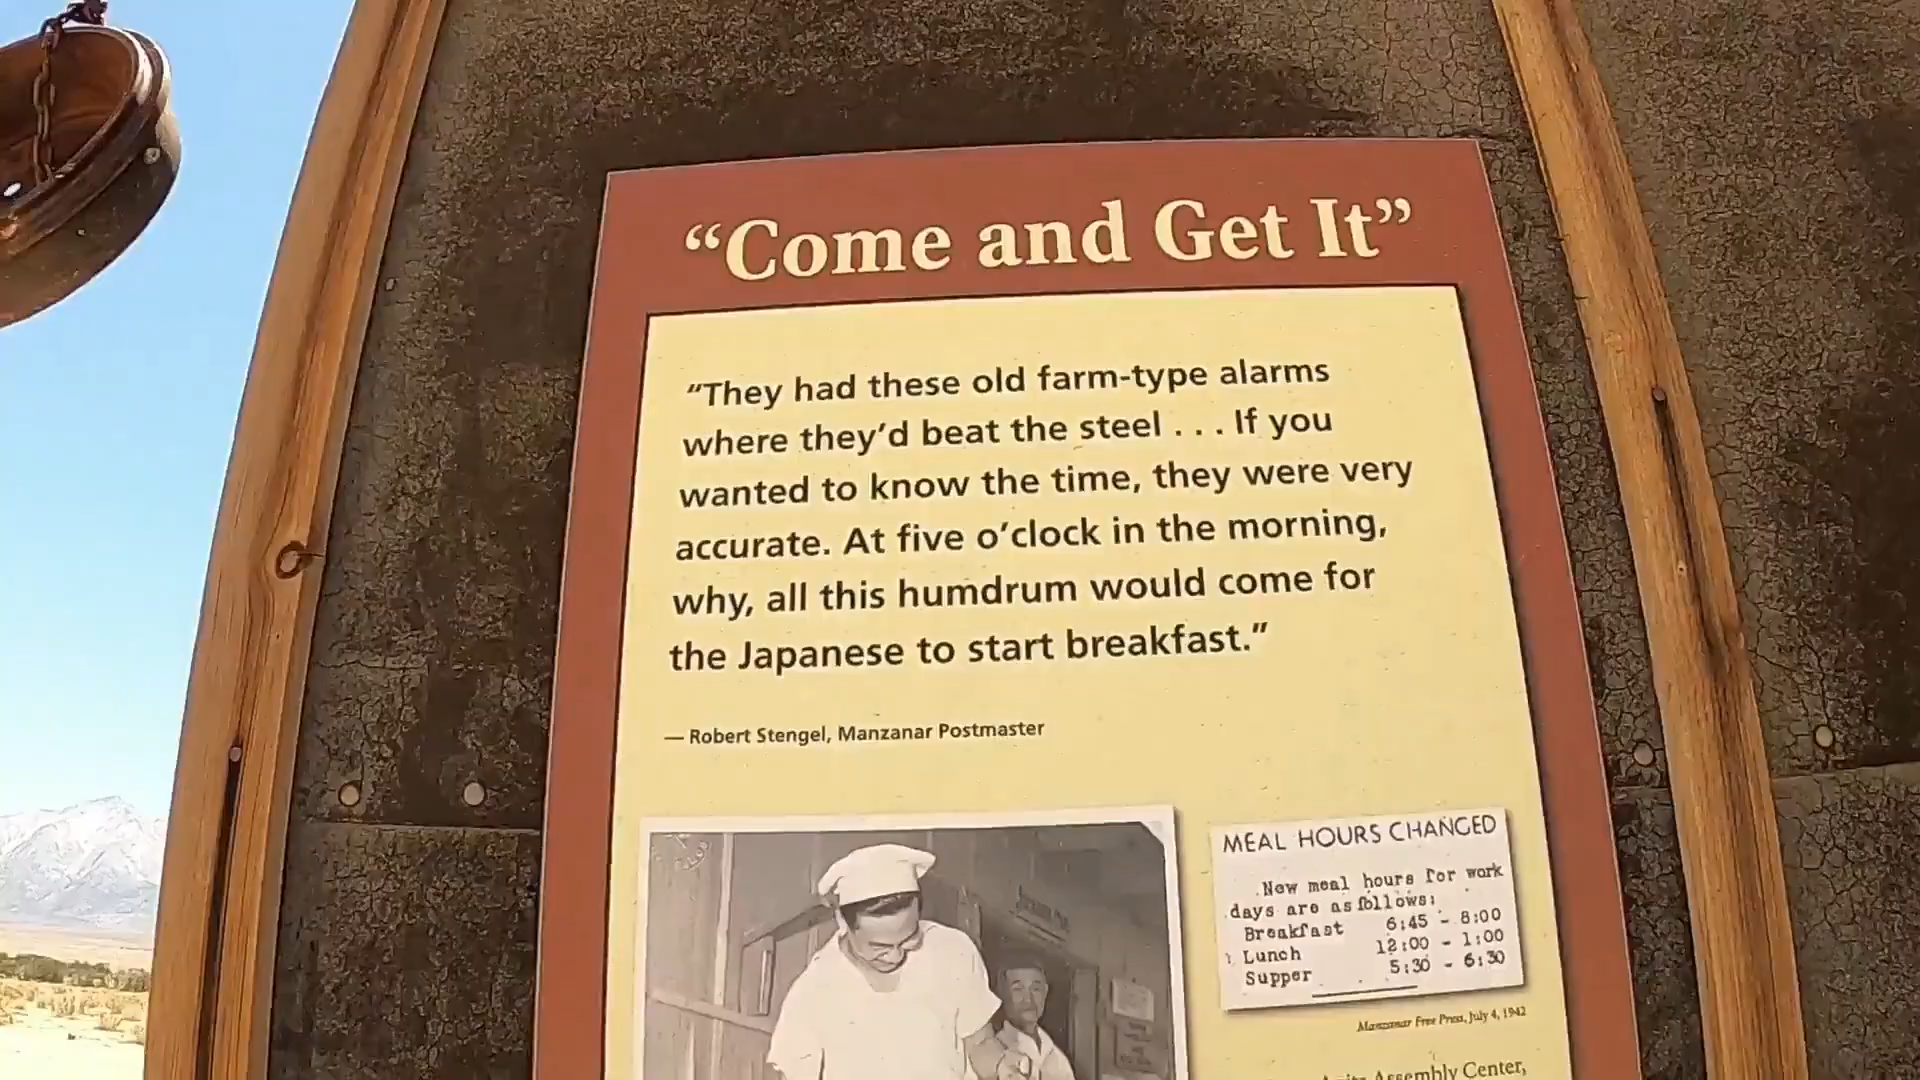 “Come and Get It”
“They had these old farm-type alarms
where they’d beat the steel . . . If you
wanted to know the time, they were very
accurate. At five o’clock in the morning,
why, all this humdrum would come for
the Japanese to start breakfast.”
— Robert Stengel, Manzanar Postmaster
MEAL HOURS CHANGED
New meal hours for work
days are as follows:
Breakfast 6:45 - 8:00
Lunch 12:00 - 1:00
Supper 5:30 - 6:30
Manzanar Free Press, July 4, 1942
Assembly Center,